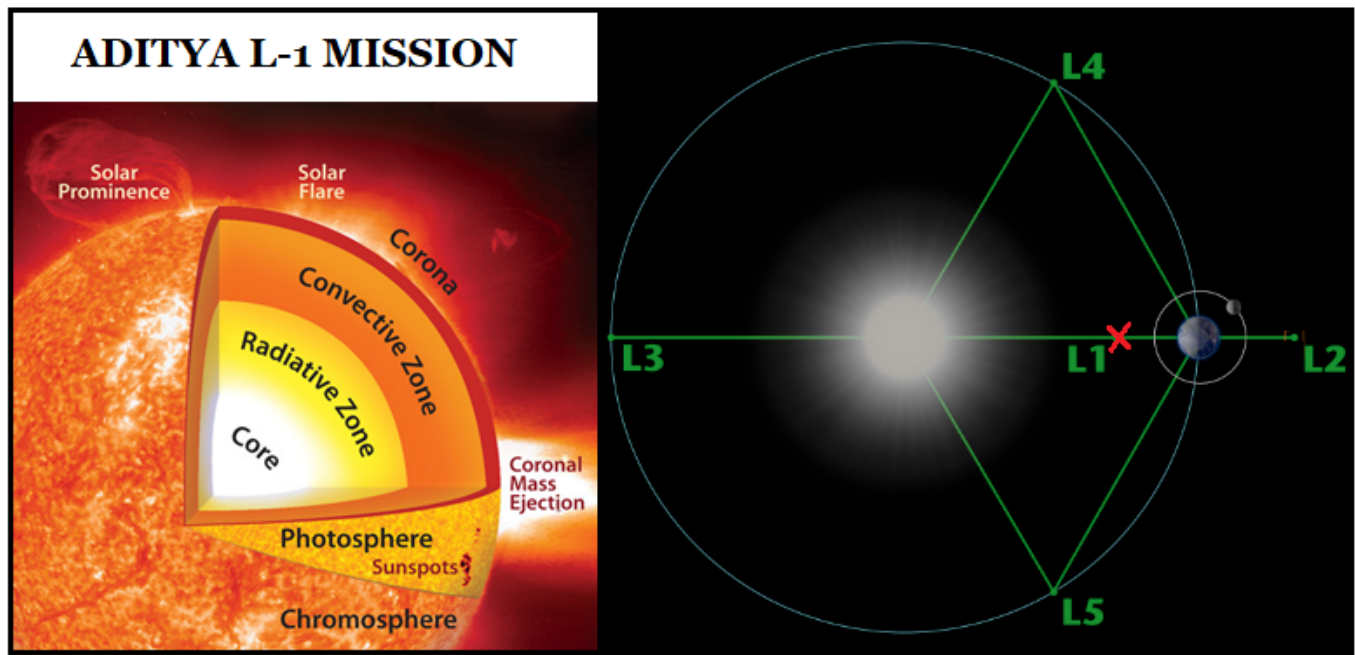 ADITYA L-1 MISSION
Solar
Prominence
Solar
Flare
Corona
Convective Zone
Radiative Zone
Core
Coronal
Mass
Ejection
Photosphere
Sunspots
Chromosphere
L4
L3
L1
L2
L5